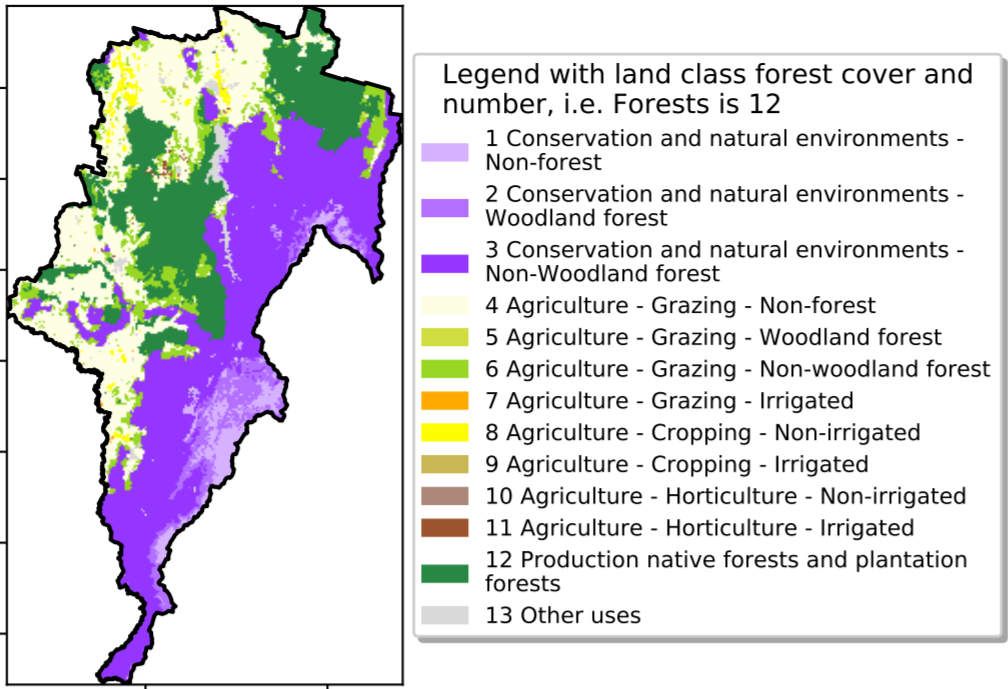 Legend with land class forest cover and
number, i.e. Forests is 12
1 Conservation and natural environments -
Non-forest
2 Conservation and natural environments -
Woodland forest
3 Conservation and natural environments -
Non-Woodland forest
4 Agriculture - Grazing - Non-forest
5 Agriculture - Grazing - Woodland forest
6 Agriculture - Grazing - Non-woodland forest
7 Agriculture - Grazing - Irrigated
8 Agriculture - Cropping - Non-irrigated
9 Agriculture - Cropping - Irrigated
10 Agriculture - Horticulture - Non-irrigated
11 Agriculture - Horticulture - Irrigated
12 Production native forests and plantation
forests
13 Other uses